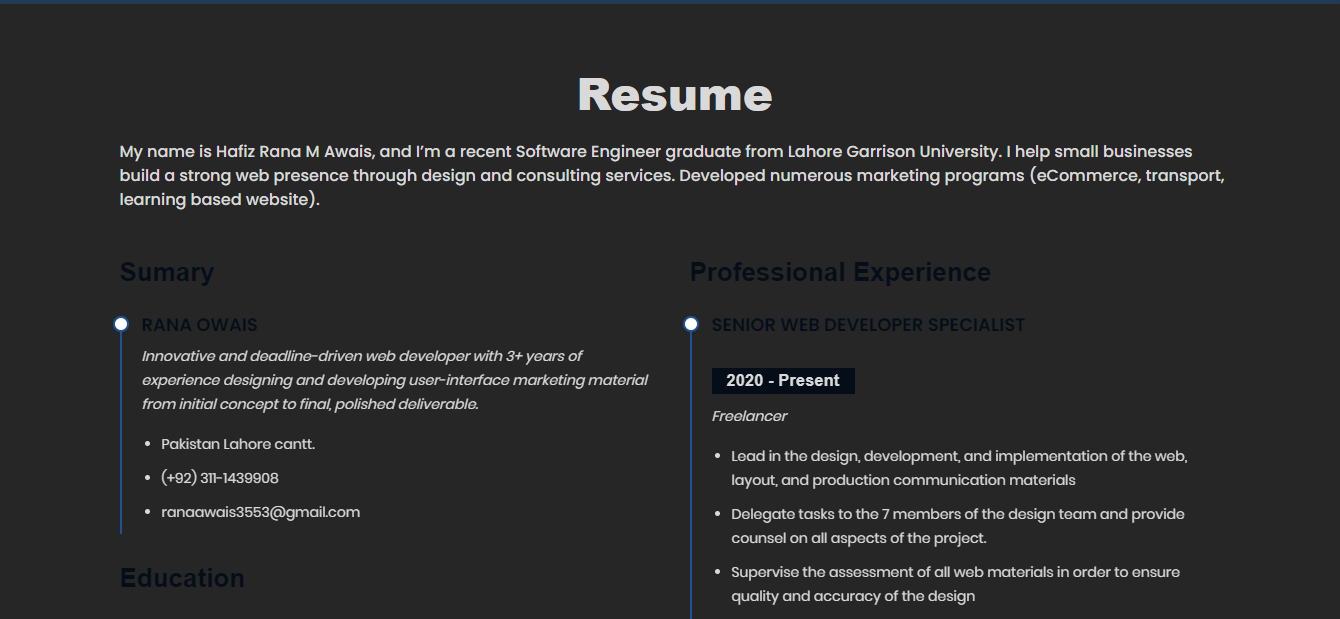 Resume
My name is Hafiz Rana M Awais, and I'm a recent Software Engineer graduate from Lahore Garrison University. I help small businesses
build a strong web presence through design and consulting services. Developed numerous marketing programs (eCommerce, transport,
learning based website).
Sumary
RANA OWAIS
Innovative and deadline-driven web developer with 3+ years of
experience designing and developing user-interface marketing material
from initial concept to final, polished deliverable.
• Pakistan Lahore cantt.
• (+92) 311-1439908
• ranaawais3553@gmail.com
Education
Professional Experience
SENIOR WEB DEVELOPER SPECIALIST
2020 - Present
Freelancer
• Lead in the design, development, and implementation of the web,
layout, and production communication materials
• Delegate tasks to the 7 members of the design team and provide
counsel on all aspects of the project.
• Supervise the assessment of all web materials in order to ensure
quality and accuracy of the design